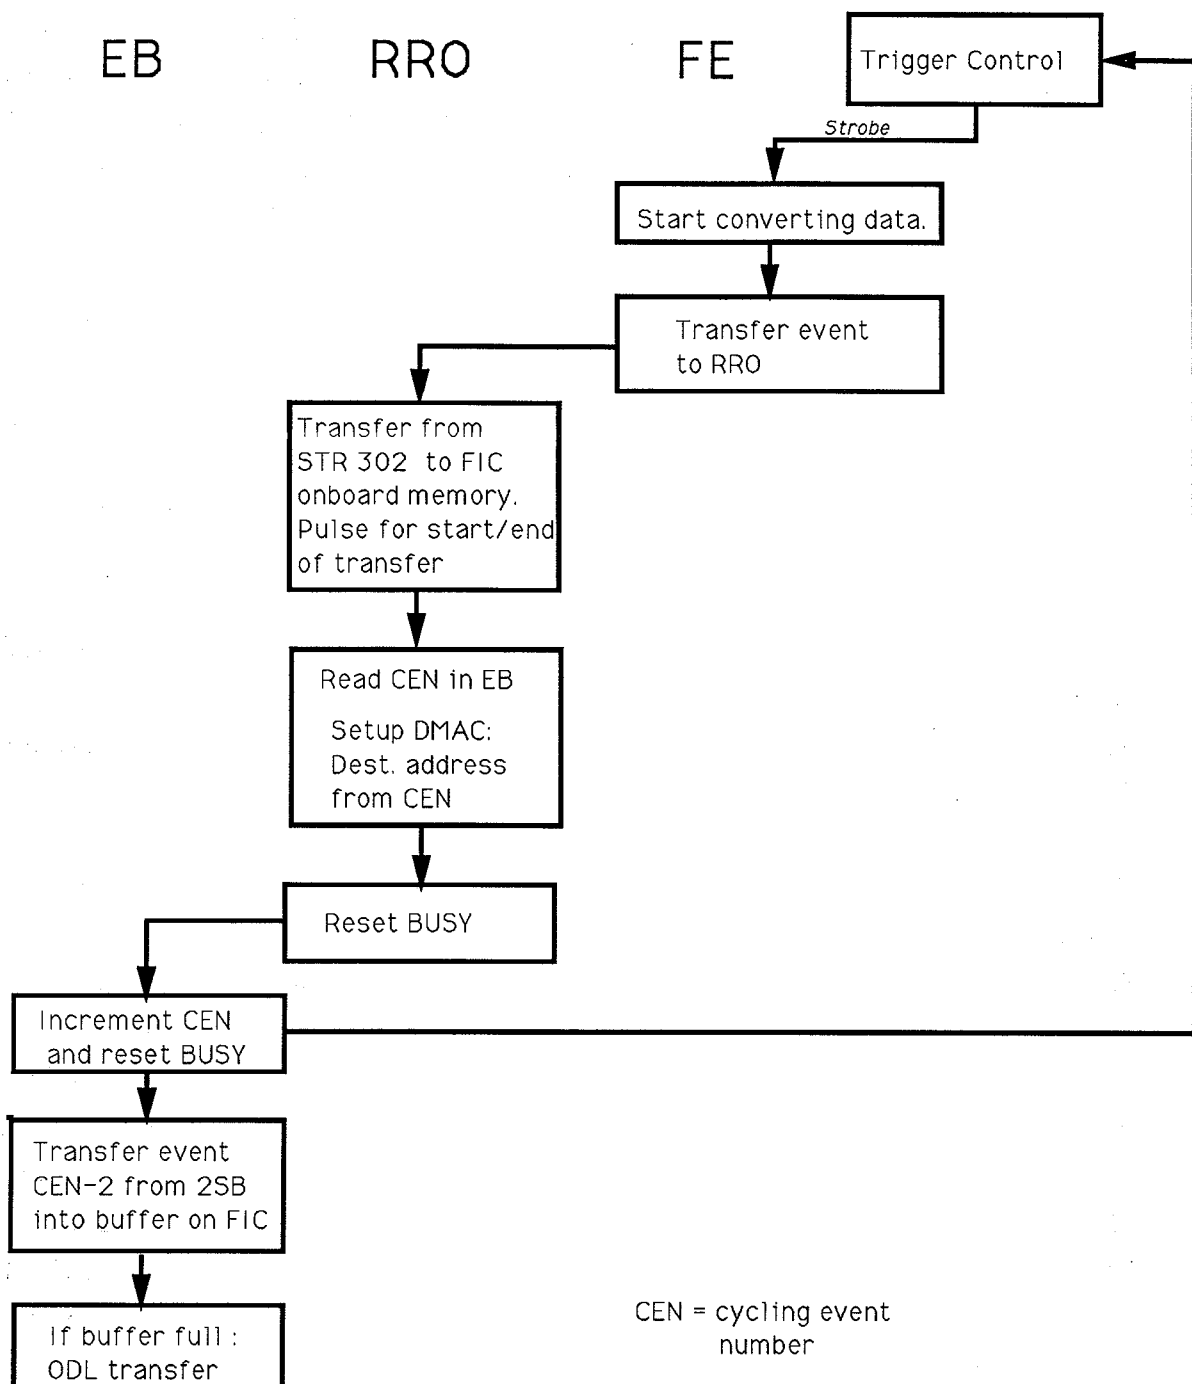 EB RRO FE
Trigger Control
Strobe
Start converting data.
Transfer event
to RRO
Transfer from
STR 302 to FIC
onboard memory.
Pulse for start/end
of transfer
Read CEN in EB
Setup DMAC:
Dest. address
from CEN
Reset BUSY
Increment CEN
and reset BUSY
Transfer event
CEN-2 from 2SB
into buffer on FIC
If buffer full :
ODL transfer
CEN = cycling event
number